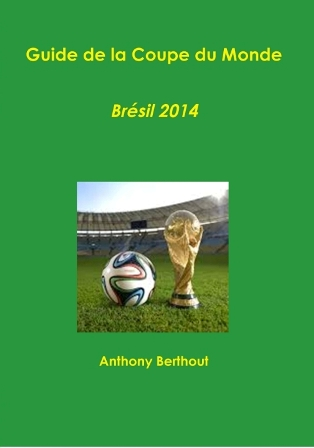 Guide de la Coupe du Monde
Brésil 2014
Anthony Berthout